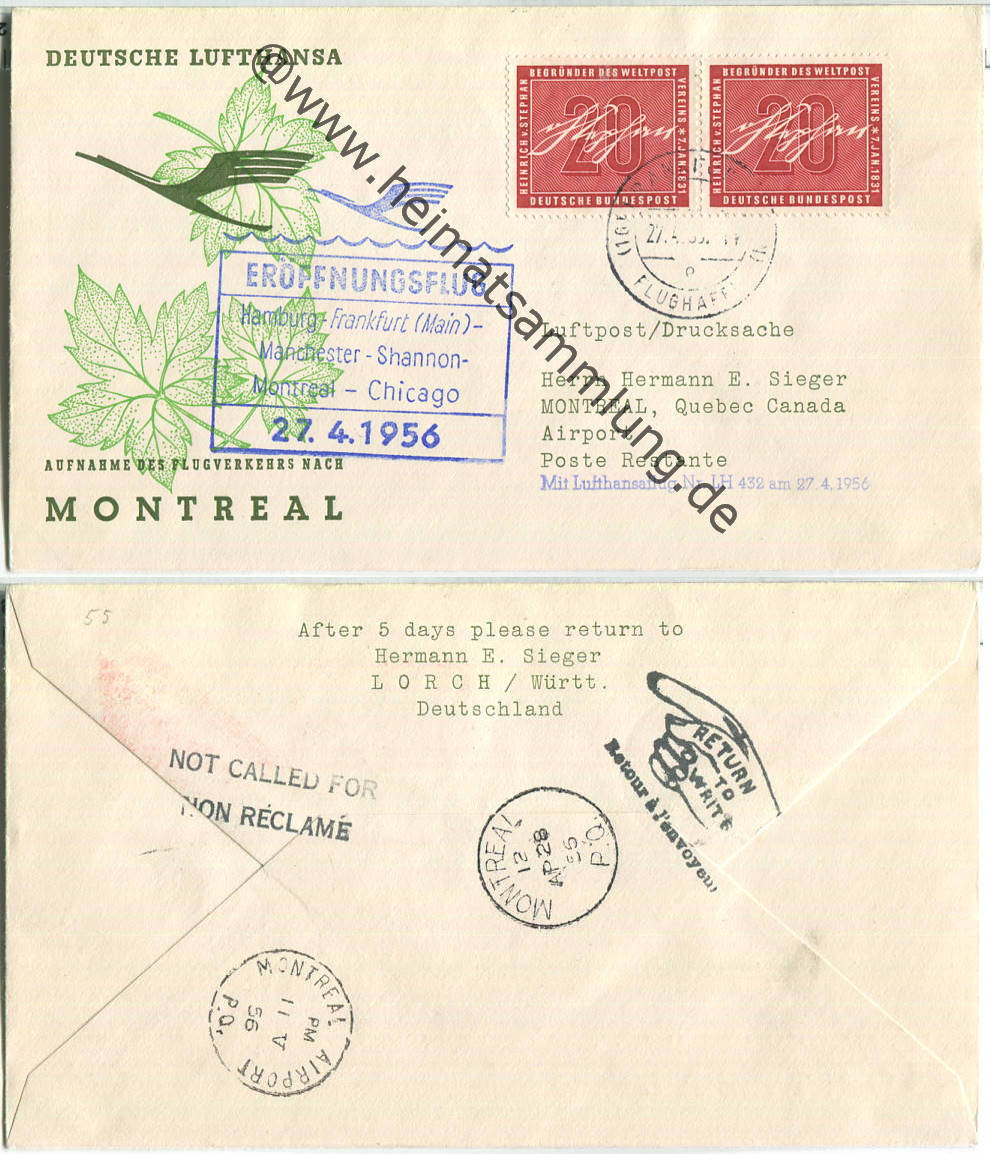 DEUTSCHE LUFTHANSA
BEGRÜNDER DES WELTPOST
HEINRICH v. STEPHAN
VEREINS * 7. JAN. 1831
20
DEUTSCHE BUNDESPOST
BEGRÜNDER DES WELTPOST
HEINRICH v. STEPHAN
VEREINS * 7. JAN. 1831
20
DEUTSCHE BUNDESPOST
FLUGHAFEN
ERÖFFNUNGSFLUG
Hamburg-Frankfurt (Main)-
Manchester-Shannon-
Montreal - Chicago
27. 4. 1956
AUFNAHME DES FLUGVERKEHRS NACH
MONTREAL
Luftpost/Drucksache
Herrn Hermann E. Sieger
MONTREAL, Quebec Canada
Airport
Poste Restante
Mit Lufthansaflug Nr. LH 432 am 27. 4. 1956
@www.heimatsammlung.de
55
After 5 days please return to
Hermann E. Sieger
LORCH / Württ.
Deutschland
NOT CALLED FOR
NON RÉCLAMÉ
RETURN
TO
WRITE
Retour à l'envoyeur
MONTREAL
12
AP 28
56
P.Q.
MONTREAL AIRPORT
PM
11 V
56
P.Q.